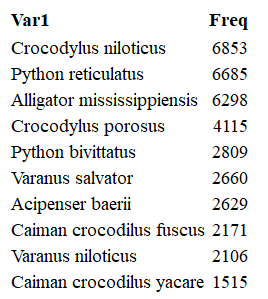 Var1 Freq
Crocodylus niloticus 6853
Python reticulatus 6685
Alligator mississippiensis 6298
Crocodylus porosus 4115
Python bivittatus 2809
Varanus salvator 2660
Acipenser baerii 2629
Caiman crocodilus fuscus 2171
Varanus niloticus 2106
Caiman crocodilus yacare 1515